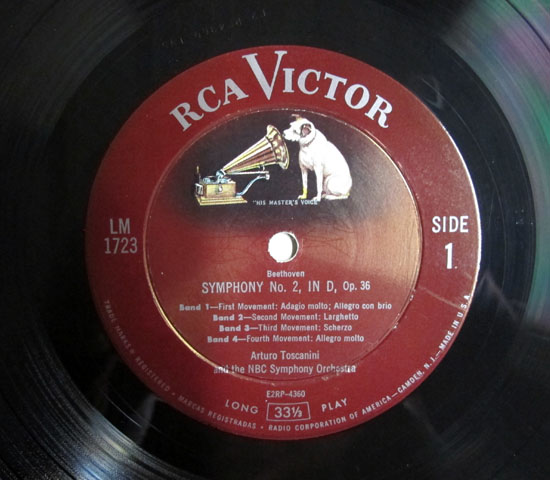 RCA VICTOR
"HIS MASTER'S VOICE"
LM
1723
SIDE
1
Beethoven
SYMPHONY No. 2, IN D, Op. 36
Band 1—First Movement: Adagio molto; Allegro con brio
Band 2—Second Movement: Larghetto
Band 3—Third Movement: Scherzo
Band 4—Fourth Movement: Allegro molto
Arturo Toscanini
and the NBC Symphony Orchestra
E2RP-4360
LONG 33⅓ PLAY
TRADE MARKS ® REGISTERED • MARCAS REGISTRADAS • RADIO CORPORATION OF AMERICA—CAMDEN, N.J.—MADE IN U.S.A.